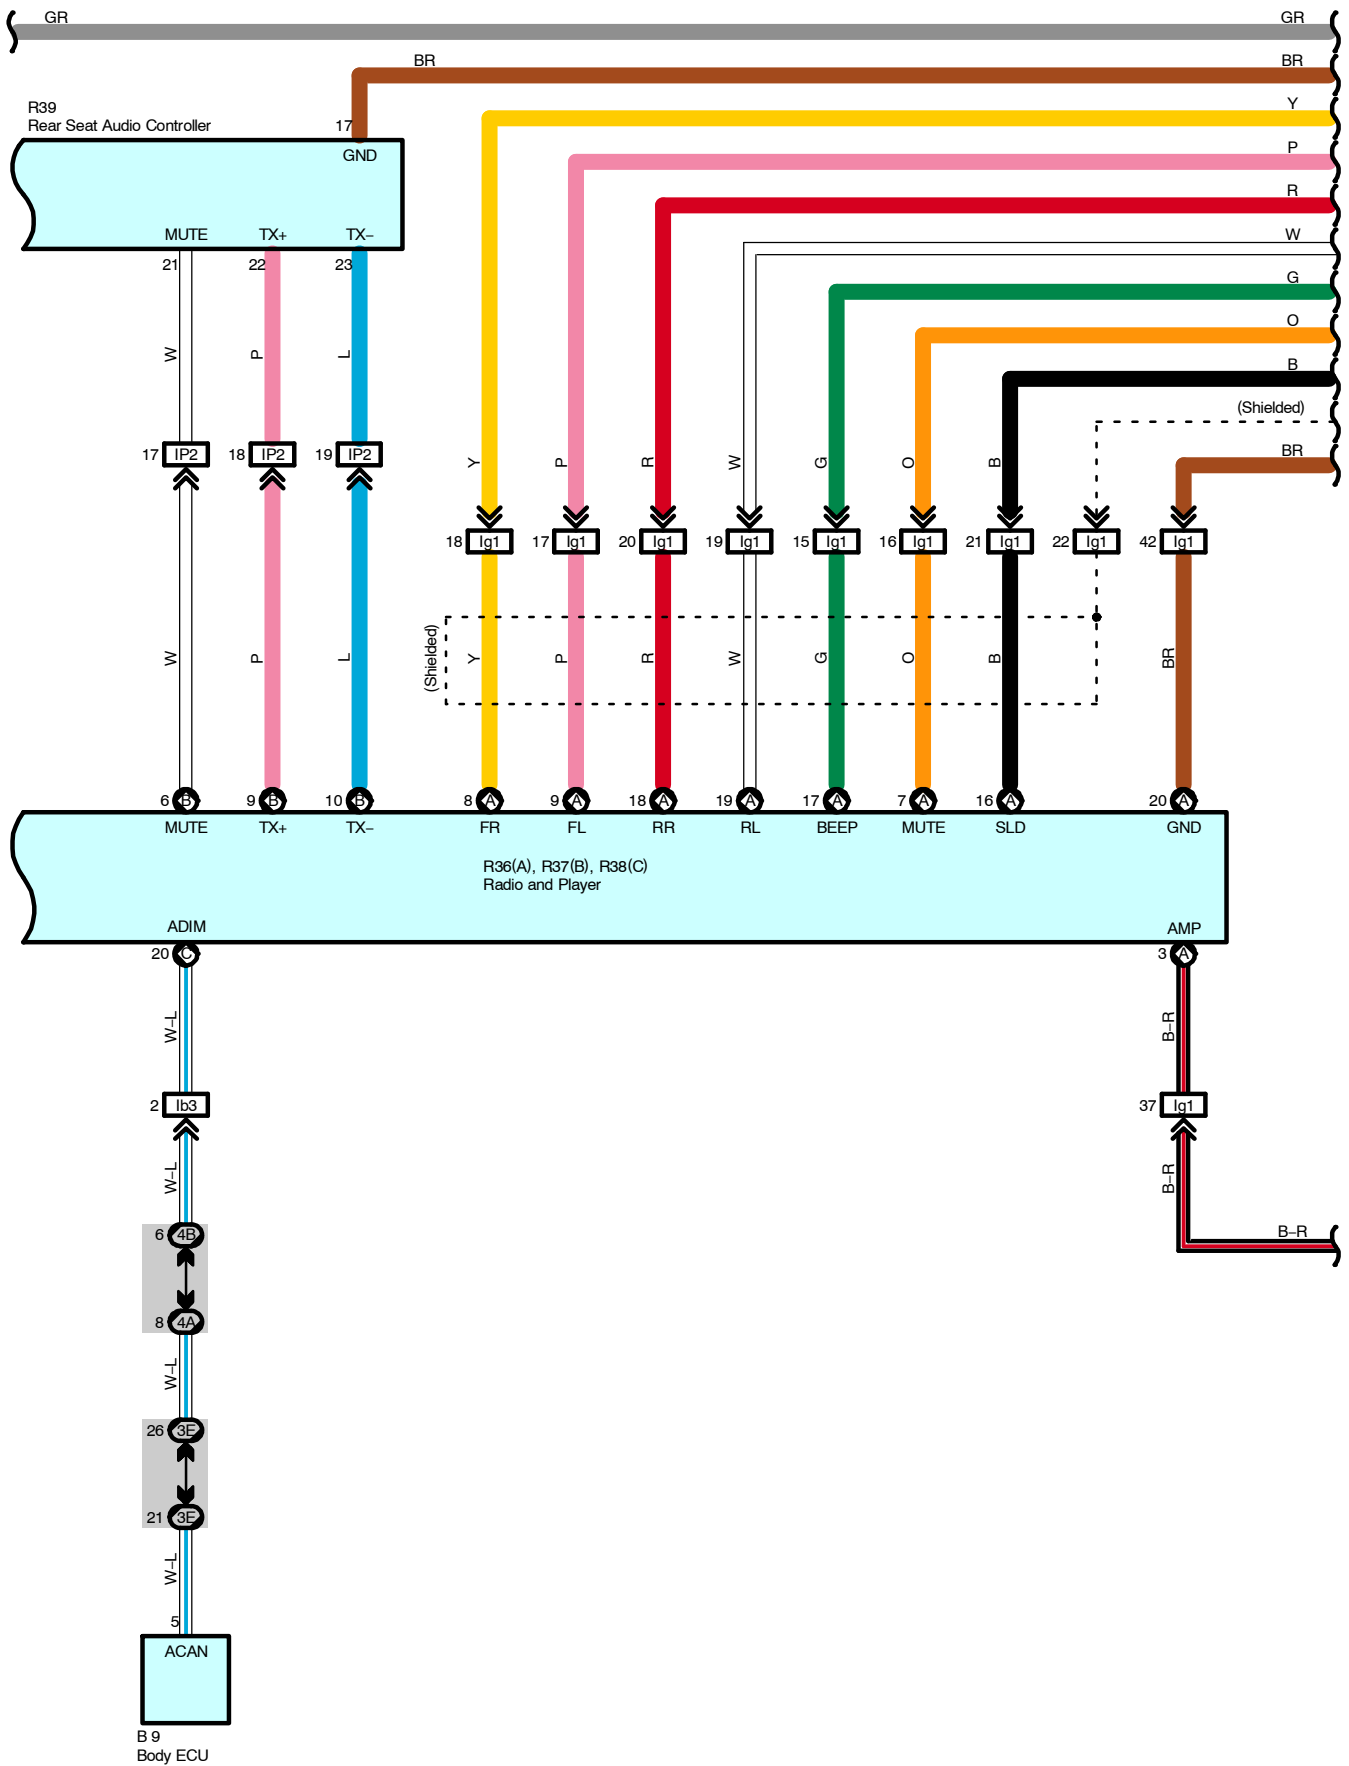 GR GR
BR BR
R39
Rear Seat Audio Controller
17
GND
Y
P
R
W
G
O
B
(Shielded)
BR
MUTE TX+ TX−
21 22 23
W P L
17 IP2 18 IP2 19 IP2
Y P R W G O B
18 Ig1 17 Ig1 20 Ig1 19 Ig1 15 Ig1 16 Ig1 21 Ig1 22 Ig1 42 Ig1
W P L (Shielded) Y P R W G O B BR
6 B 9 B 10 B 8 A 9 A 18 A 19 A 17 A 7 A 16 A 20 A
MUTE TX+ TX− FR FL RR RL BEEP MUTE SLD GND
R36(A), R37(B), R38(C)
Radio and Player
ADIM AMP
20 C 3 A
W−L B−R
2 Ib3 37 Ig1
W−L B−R
B−R
6 4B
8 4A
W−L
26 3E
21 3E
W−L
5
ACAN
B 9
Body ECU